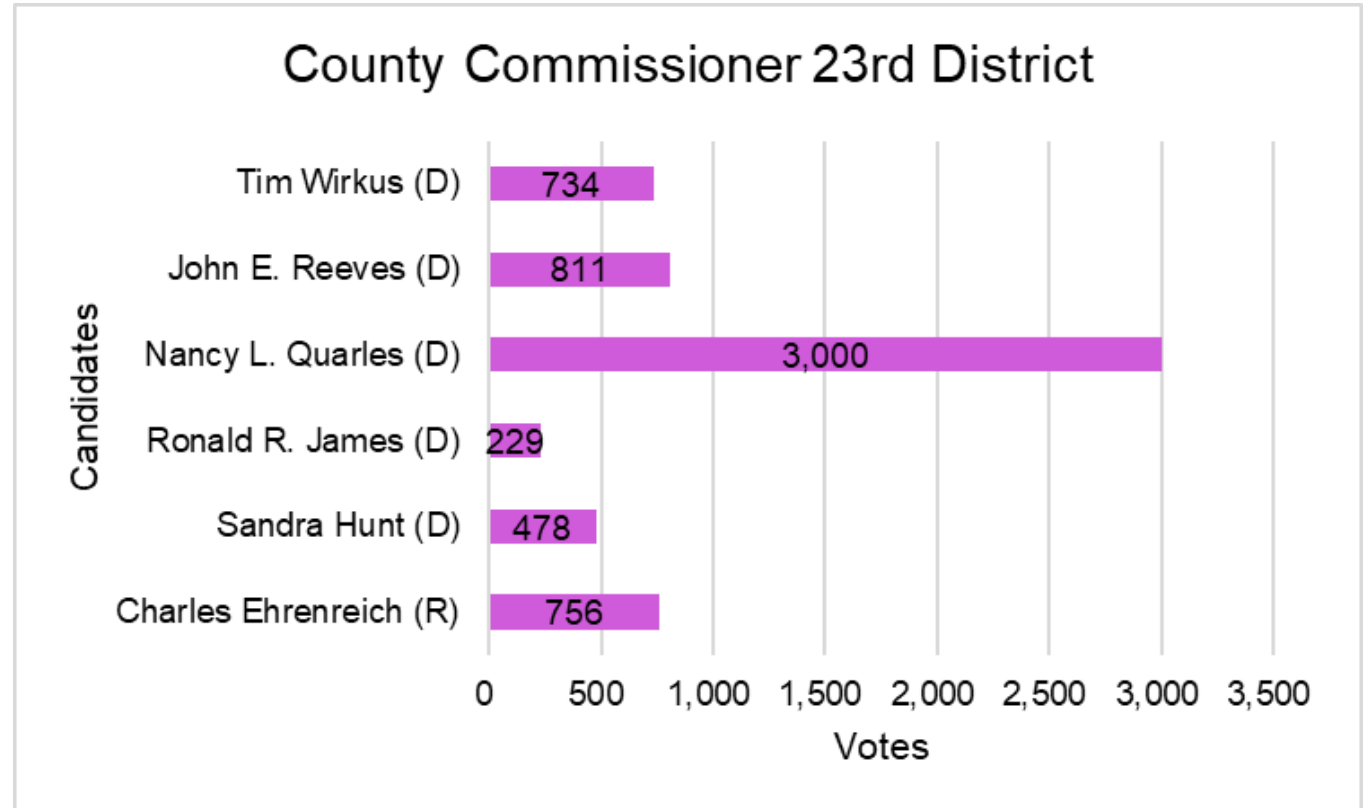 County Commissioner 23rd District
Candidates
Tim Wirkus (D) 734
John E. Reeves (D) 811
Nancy L. Quarles (D) 3,000
Ronald R. James (D) 229
Sandra Hunt (D) 478
Charles Ehrenreich (R) 756
0 500 1,000 1,500 2,000 2,500 3,000 3,500
Votes